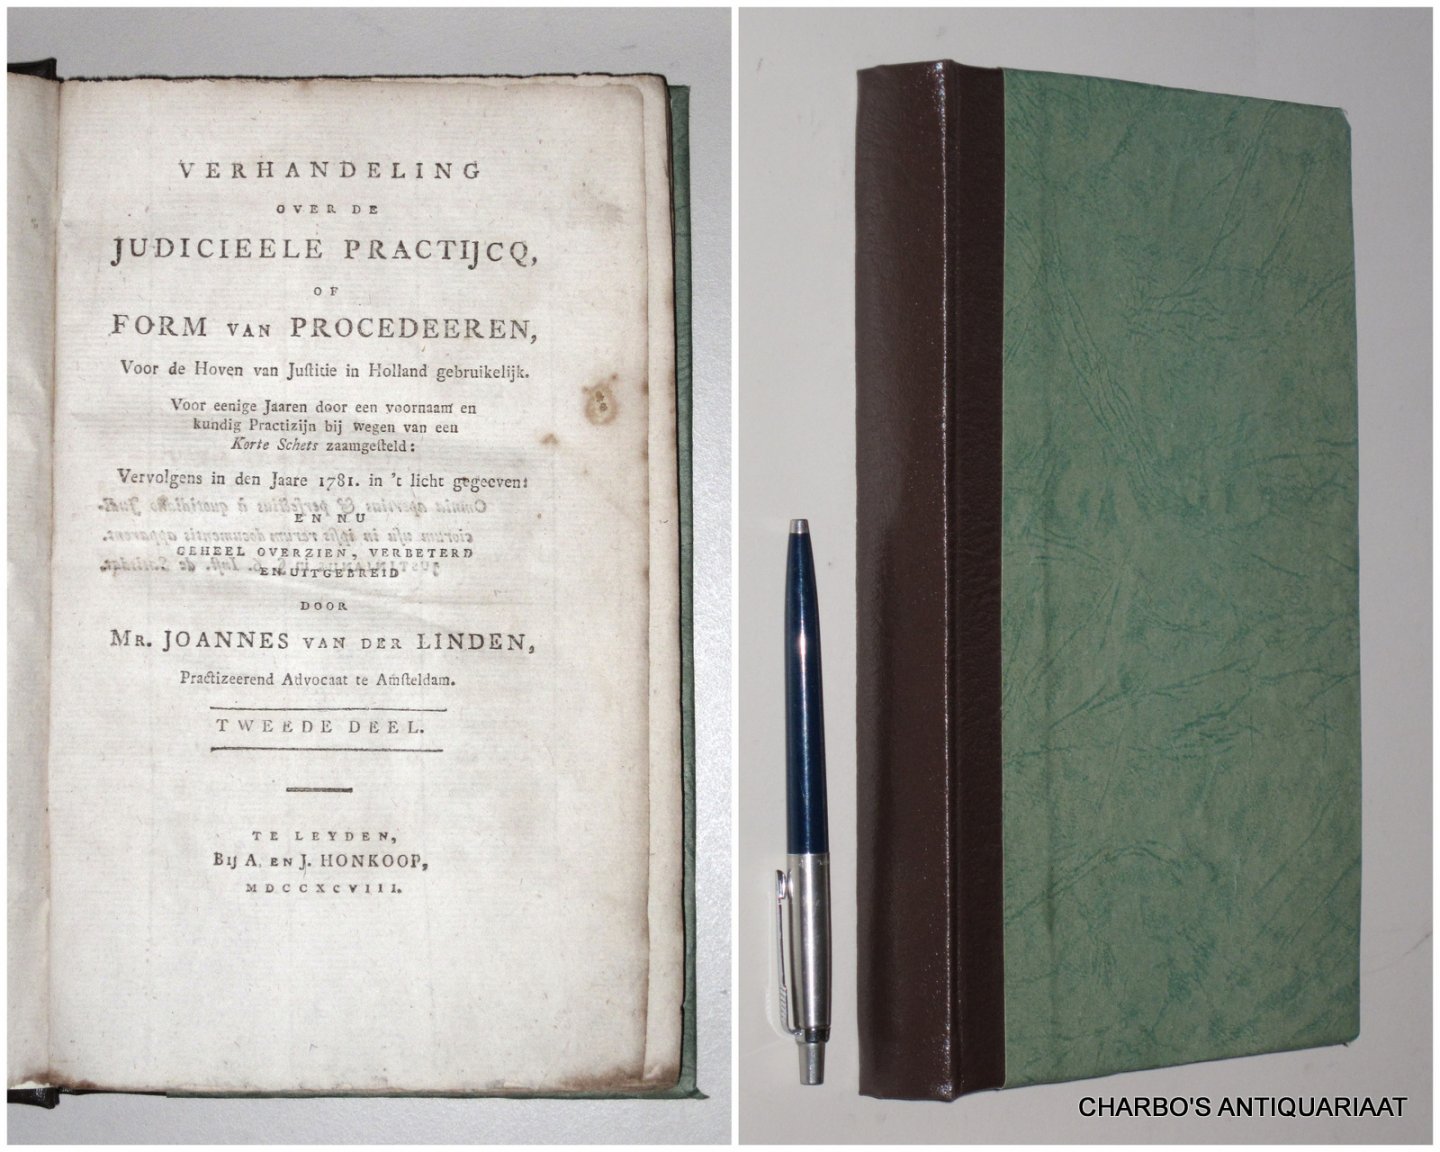 VERHANDELING
OVER DE
JUDICIEELE PRACTIJCQ,
OF
FORM VAN PROCEDEEREN,
Voor de Hoven van Juſtitie in Holland gebruikelijk.
Voor eenige Jaaren door een voornaam en
kundig Practizijn bij wegen van een
Korte Schets zaamgeſteld:
Vervolgens in den Jaare 1781. in 't licht gegeeven:
EN NU
GEHEEL OVERZIEN, VERBETERD
EN UITGEBREID
DOOR
MR. JOANNES VAN DER LINDEN,
Practizeerend Advocaat te Amſteldam.
TWEEDE DEEL.
TE LEYDEN,
BIJ A. EN J. HONKOOP,
MDCCXCVIII.
CHARBO'S ANTIQUARIAAT